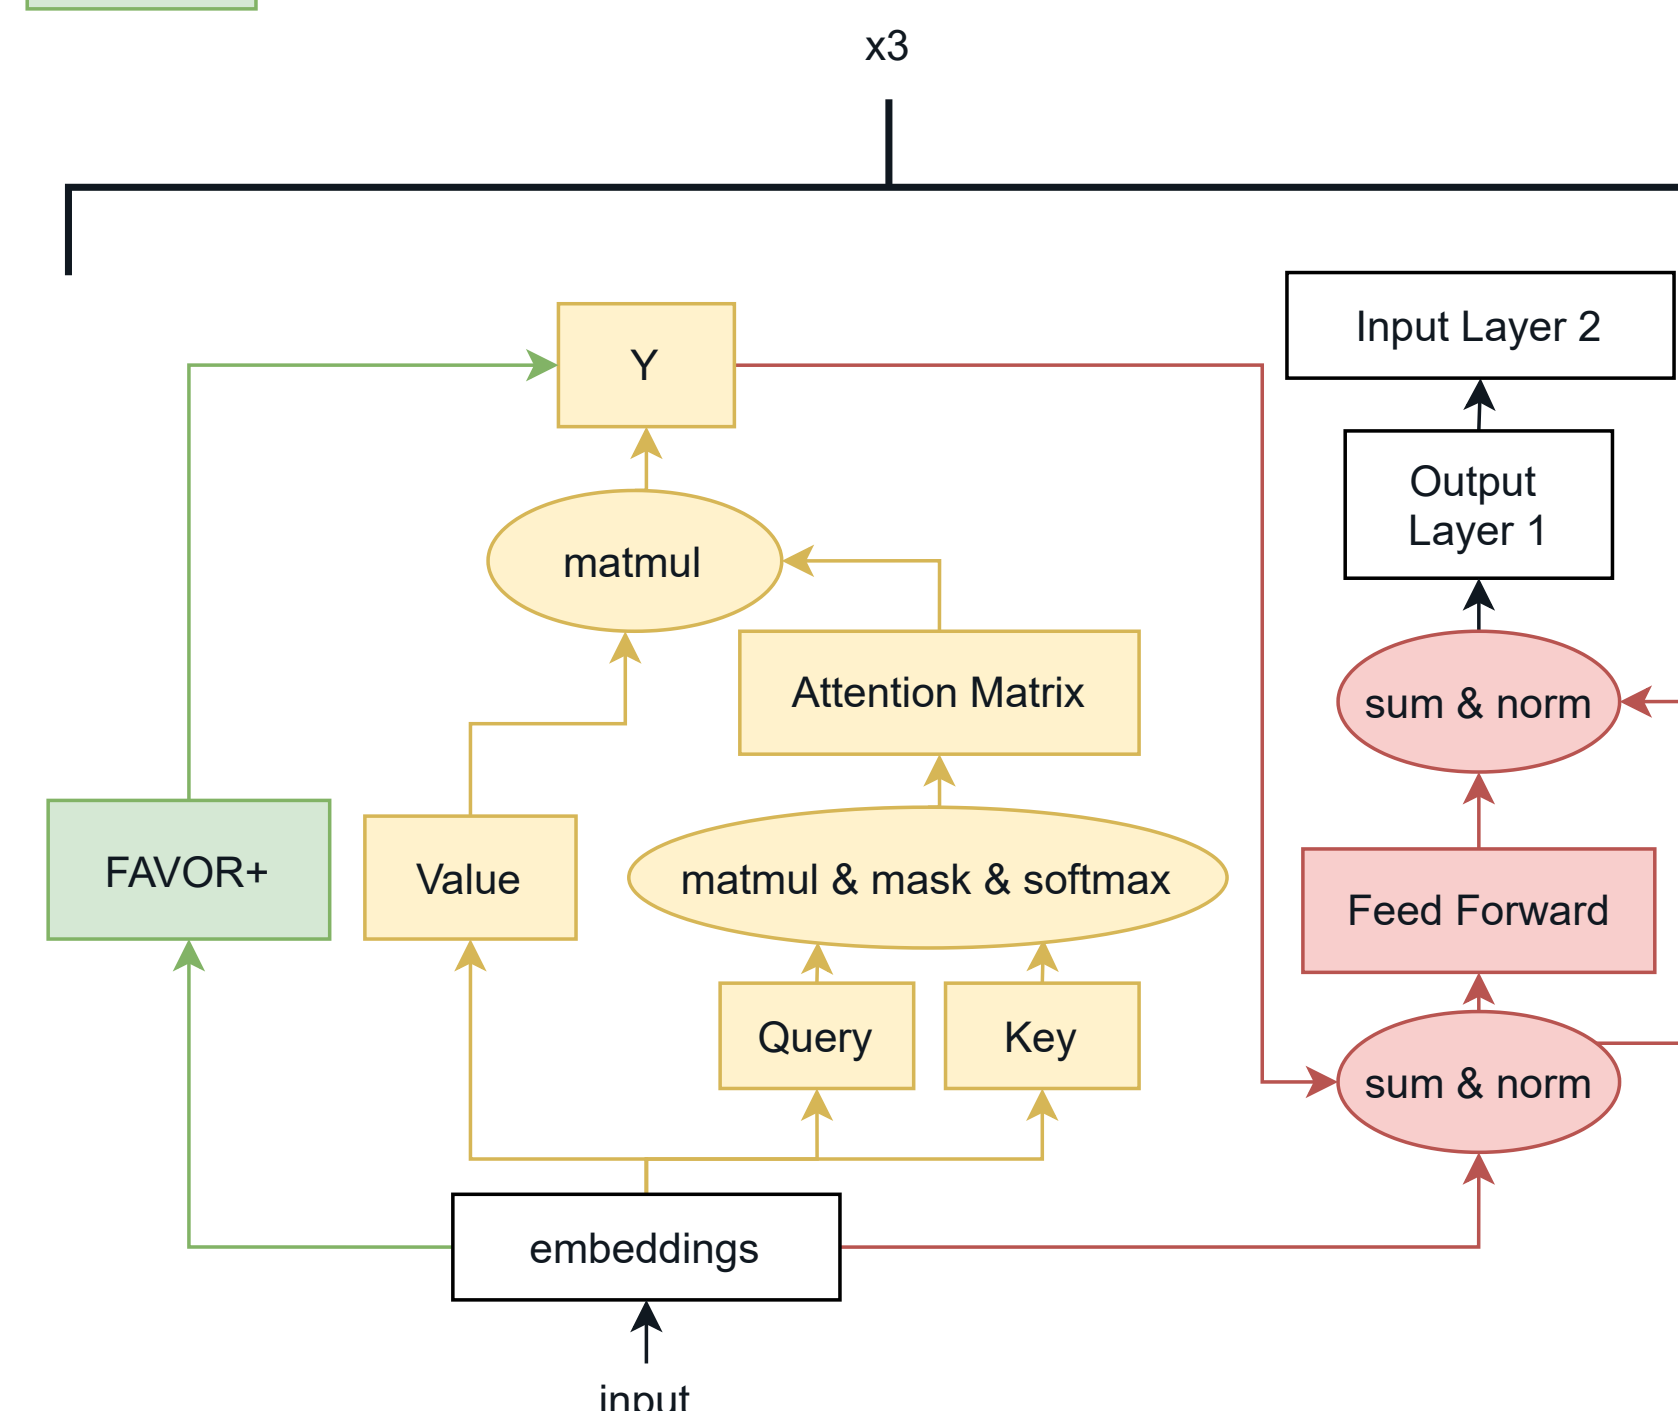 x3
Y
Input Layer 2
Output
Layer 1
matmul
Attention Matrix
sum & norm
FAVOR+
Value
matmul & mask & softmax
Feed Forward
Query
Key
sum & norm
embeddings
input